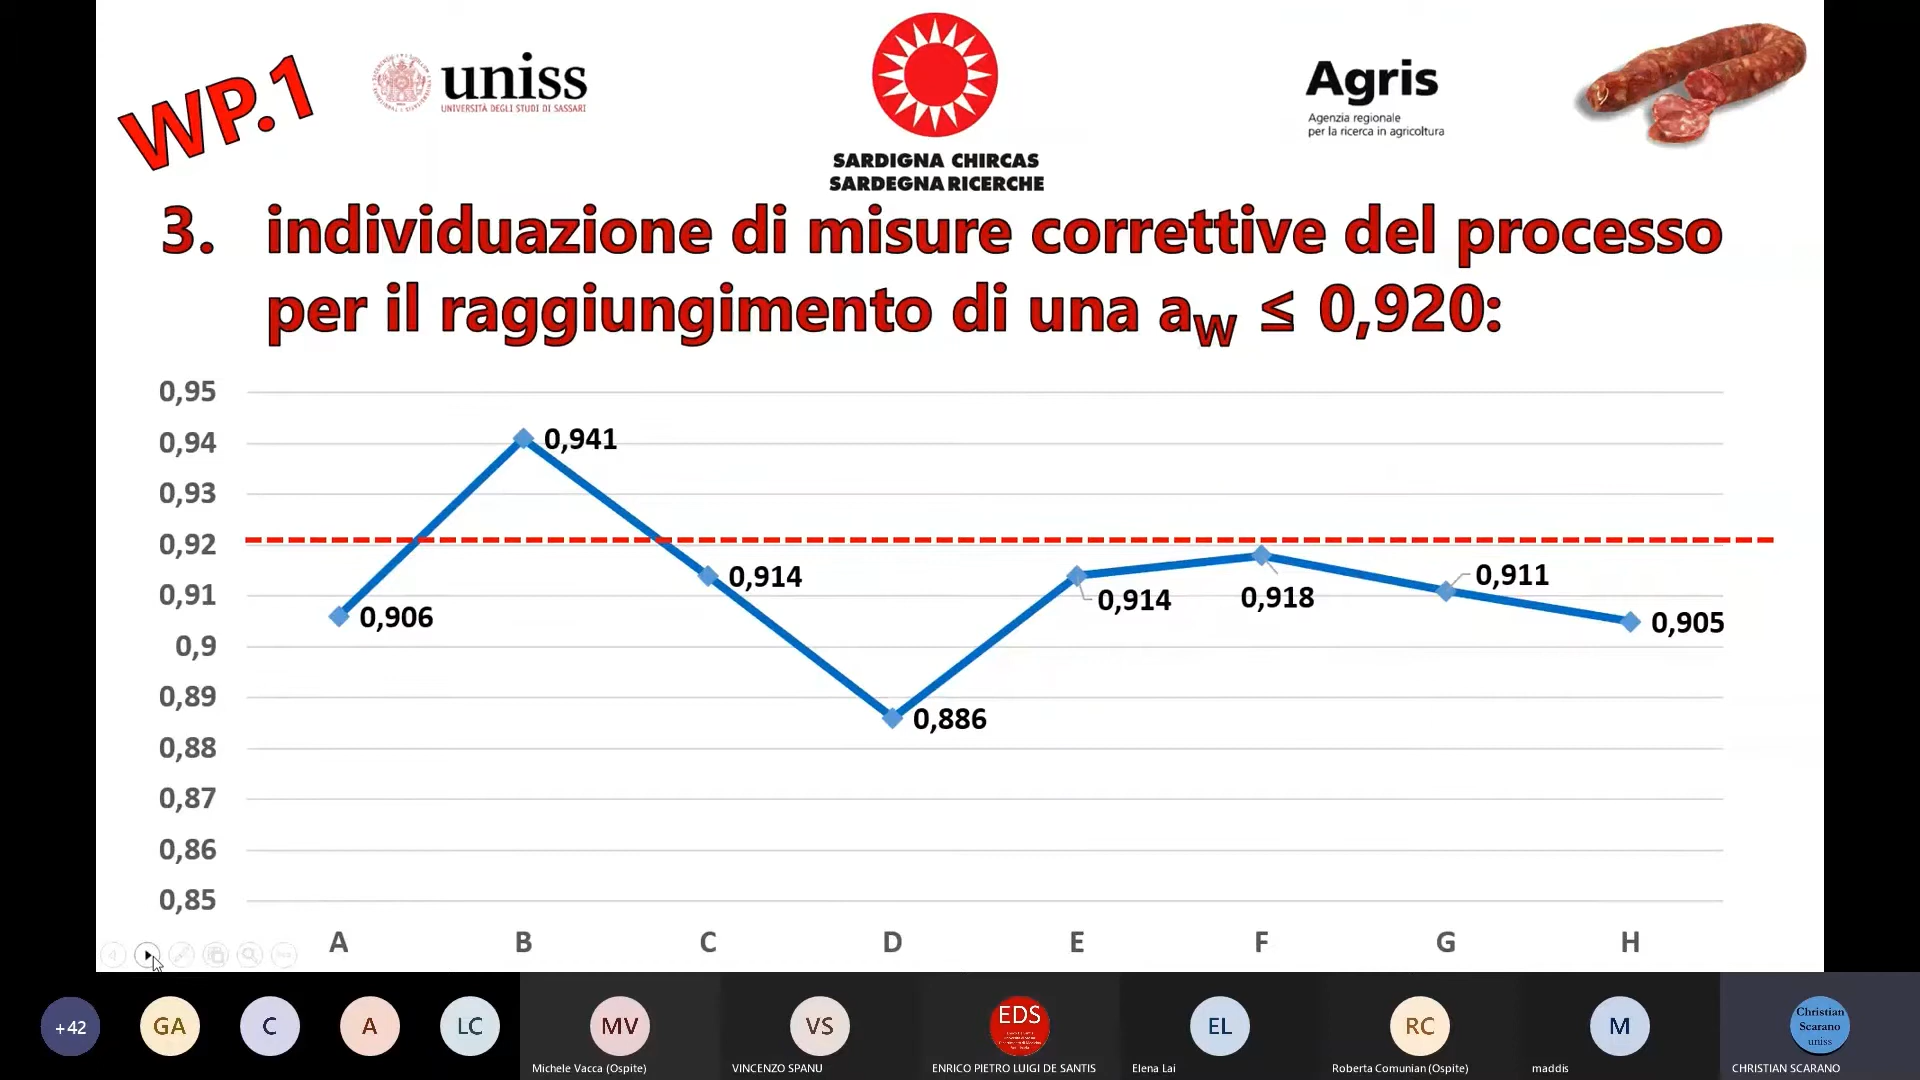 WP.1
uniss
UNIVERSITÀ DEGLI STUDI DI SASSARI
SARDIGNA CHIRCAS
SARDEGNA RICERCHE
Agris
Agenzia regionale
per la ricerca in agricoltura
3. individuazione di misure correttive del processo
per il raggiungimento di una aw ≤ 0,920:
0,95
0,94
0,93
0,92
0,91
0,9
0,89
0,88
0,87
0,86
0,85
0,906
0,941
0,914
0,886
0,914
0,918
0,911
0,905
A B C D E F G H
+42
GA
C
A
LC
MV
Michele Vacca (Ospite)
VS
VINCENZO SPANU
EDS
ENRICO PIETRO LUIGI DE SANTIS
EL
Elena Lai
RC
Roberta Comunian (Ospite)
M
maddis
Christian
Scarano
uniss
CHRISTIAN SCARANO